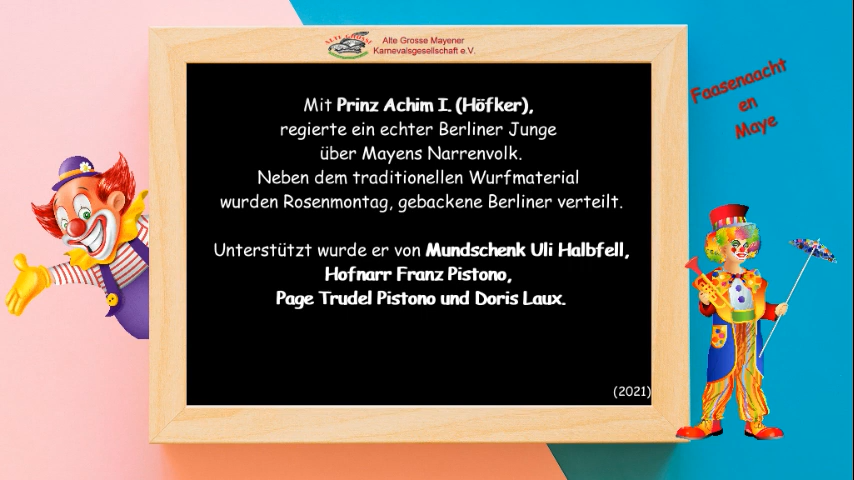 ALTE GROSSE
Alte Grosse Mayener
Karnevalsgesellschaft e.V.
Mit Prinz Achim I. (Höfker),
regierte ein echter Berliner Junge
über Mayens Narrenvolk.
Neben dem traditionellen Wurfmaterial
wurden Rosenmontag, gebackene Berliner verteilt.
Unterstützt wurde er von Mundschenk Uli Halbfell,
Hofnarr Franz Pistono,
Page Trudel Pistono und Doris Laux.
(2021)
Faasenaacht
en
Maye